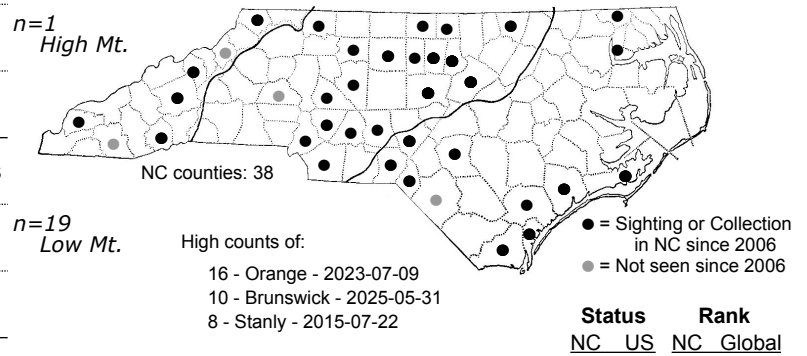 n=1
High Mt.
NC counties: 38
n=19
Low Mt.
High counts of:
16 - Orange - 2023-07-09
10 - Brunswick - 2025-05-31
8 - Stanly - 2015-07-22
● = Sighting or Collection
in NC since 2006
● = Not seen since 2006
Status Rank
NC US NC Global